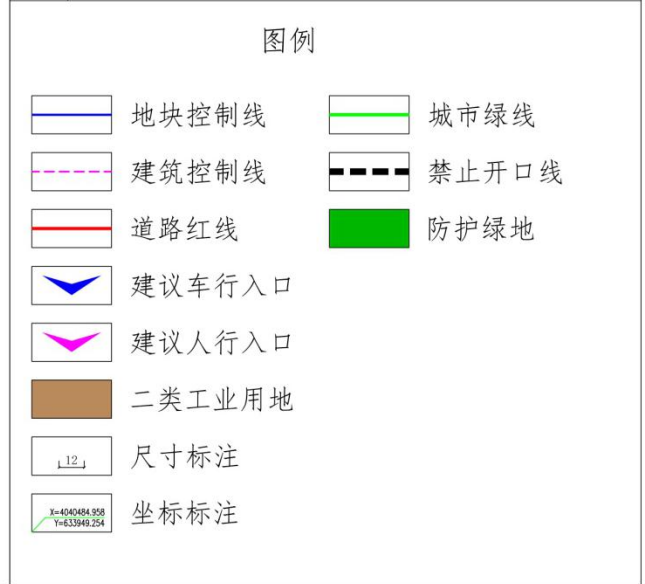 图例
地块控制线
城市绿线
建筑控制线
禁止开口线
道路红线
防护绿地
建议车行入口
建议人行入口
二类工业用地
12
尺寸标注
X=4040484.958
Y=633949.254
坐标标注